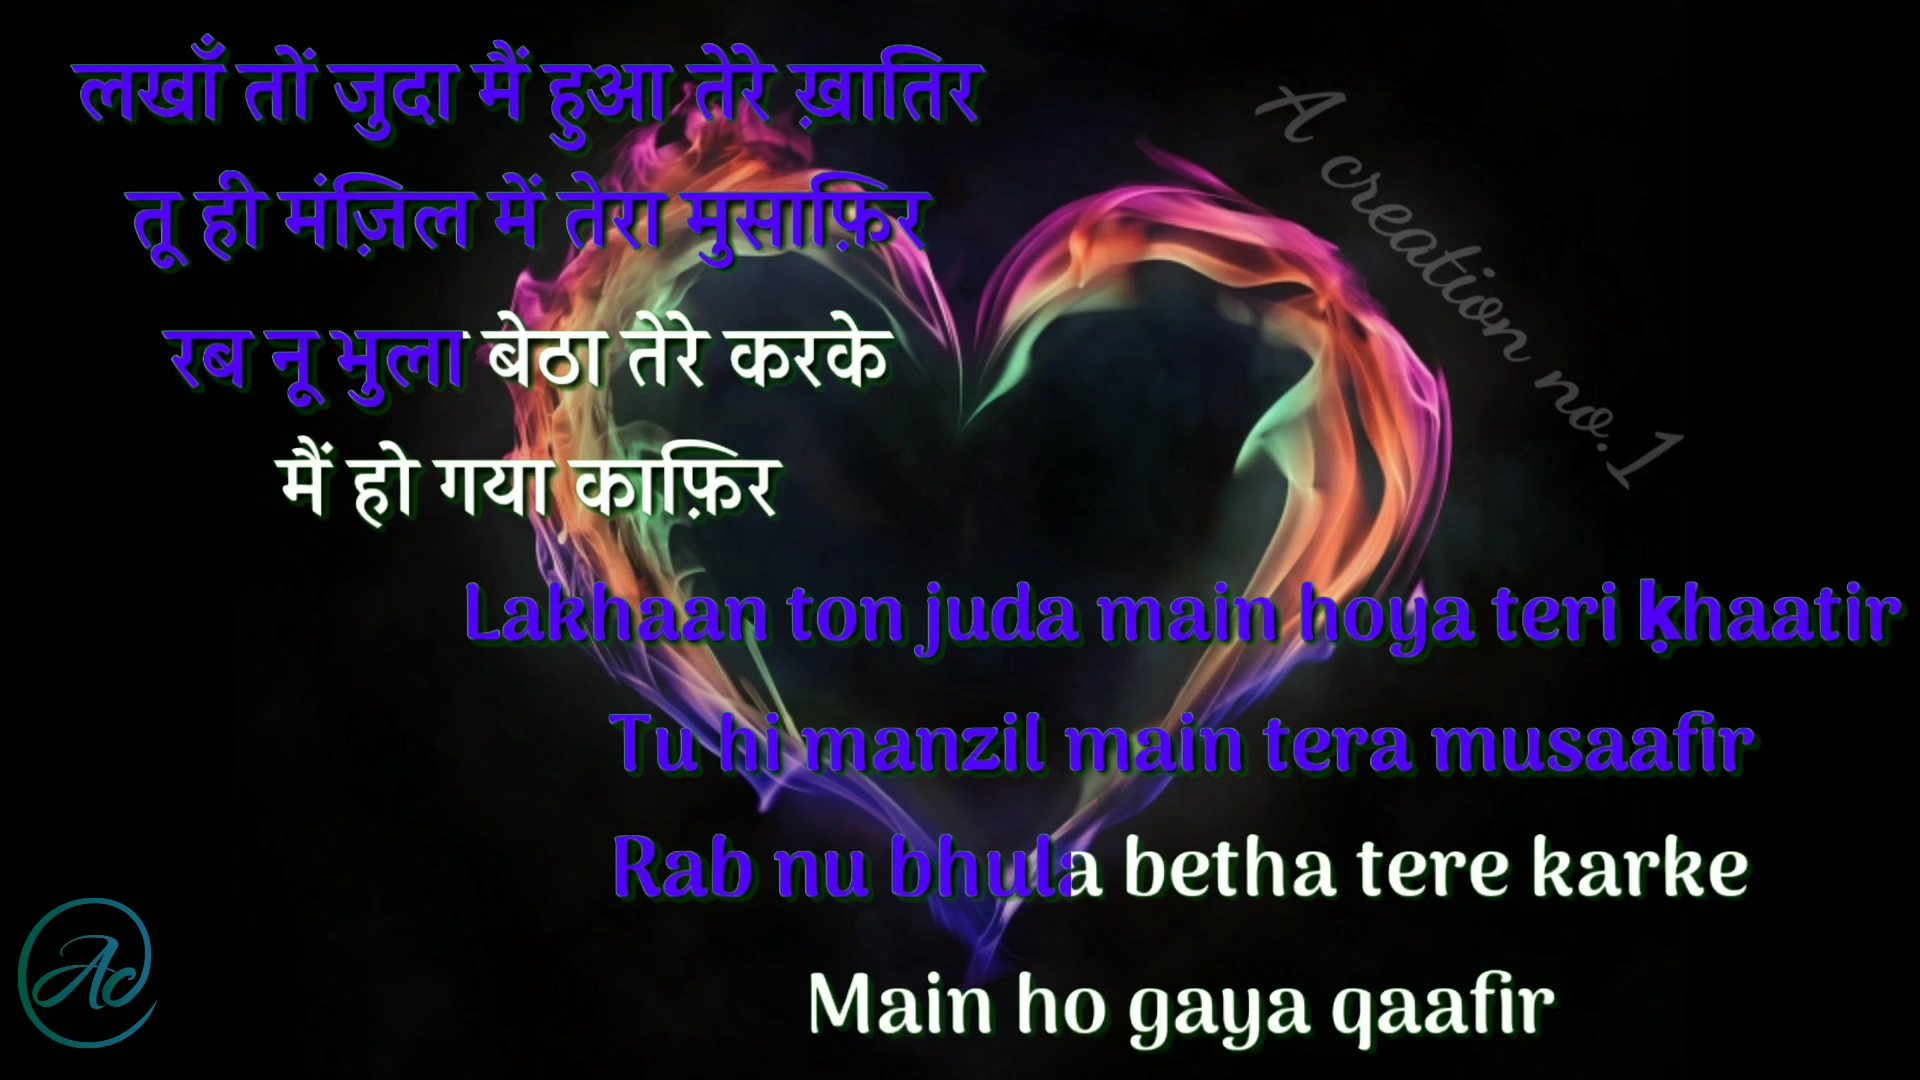 लखाँ तों जुदा मैं हुआ तेरे ख़ातिर
तू ही मंज़िल में तेरा मुसाफ़िर
रब नू भुला बेठा तेरे करके
मैं हो गया काफ़िर
A creation no.1
Lakhaan ton juda main hoya teri ḳhaatir
Tu hi manzil main tera musaafir
Rab nu bhula betha tere karke
Main ho gaya qaafir
Ac